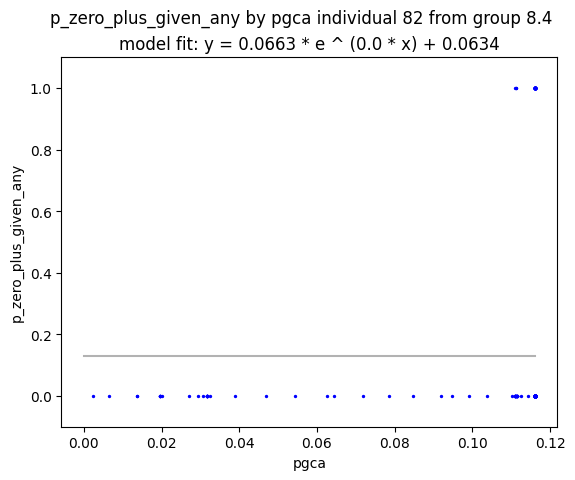 p_zero_plus_given_any by pgca individual 82 from group 8.4
model fit: y = 0.0663 * e ^ (0.0 * x) + 0.0634
1.0
0.8
0.6
0.4
0.2
0.0
p_zero_plus_given_any
0.00 0.02 0.04 0.06 0.08 0.10 0.12
pgca